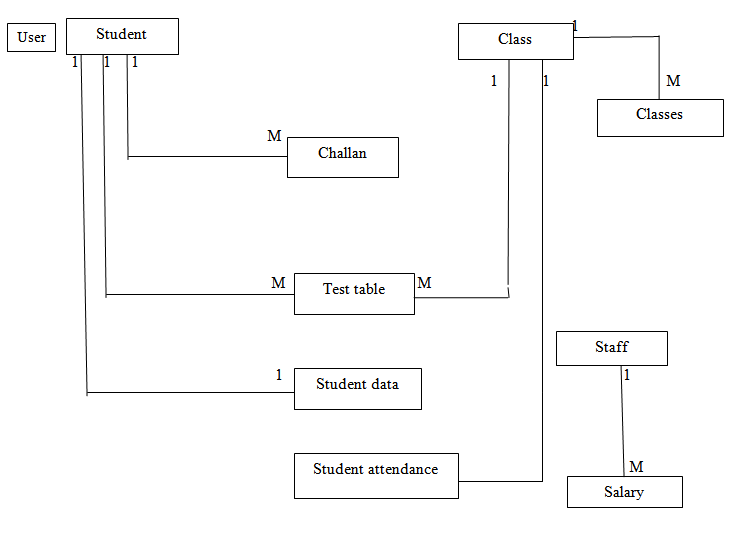 User
Student
Class
1
1
1
1
1
1
M
Classes
M
Challan
M
Test table
M
Staff
1
1
Student data
Student attendance
M
Salary